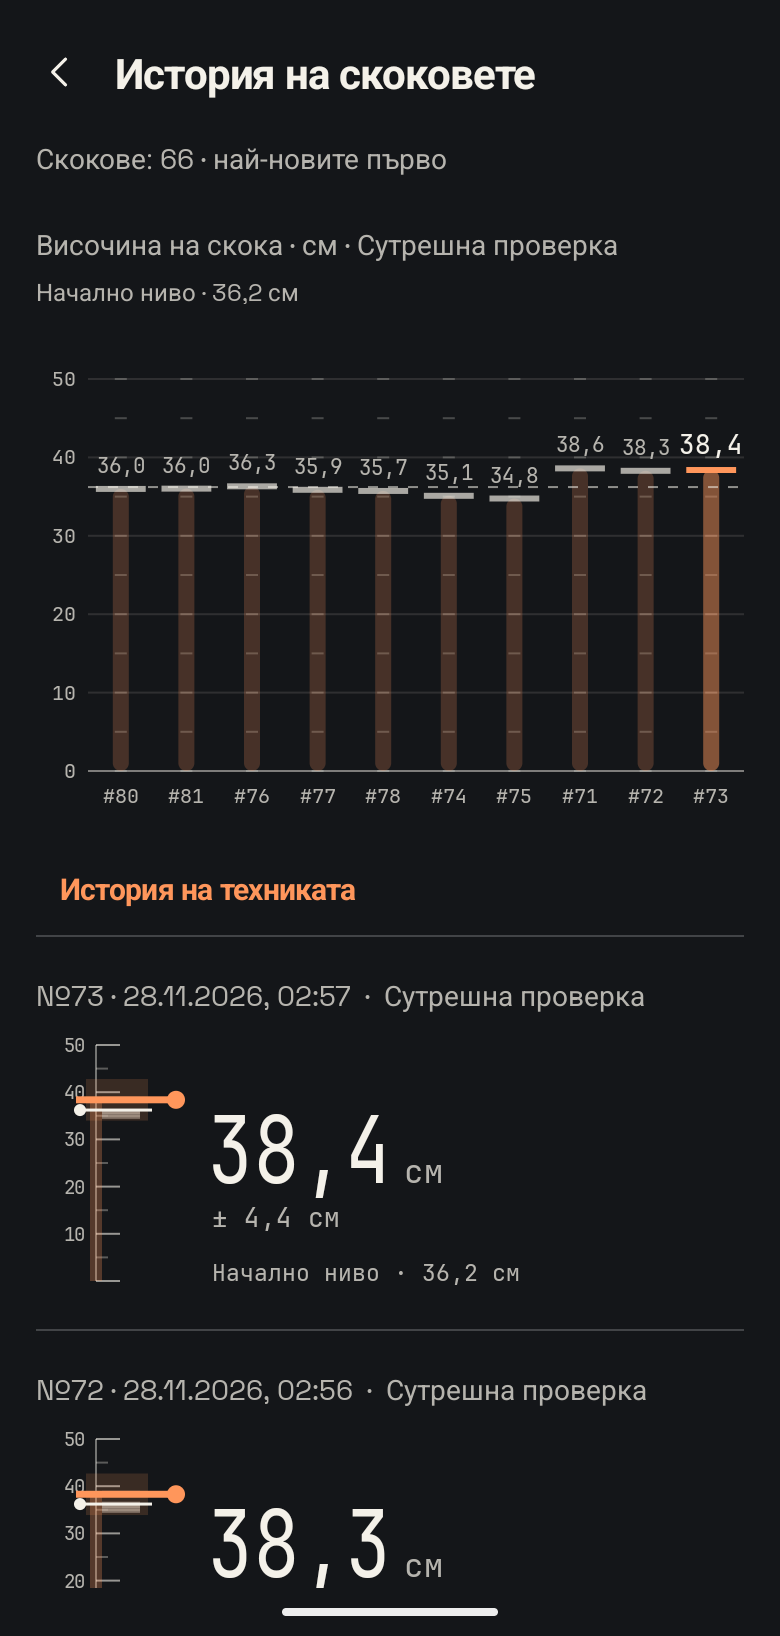 История на скоковете
Скокове: 66 · най-новите първо
Височина на скока · см · Сутрешна проверка
Начално ниво · 36,2 см
50
40
30
20
10
0
36,0 36,0 36,3 35,9 35,7 35,1 34,8 38,6 38,3 38,4
#80 #81 #76 #77 #78 #74 #75 #71 #72 #73
История на техниката
№73 · 28.11.2026, 02:57 · Сутрешна проверка
50
40
30
20
10
38,4 см
± 4,4 см
Начално ниво · 36,2 см
№72 · 28.11.2026, 02:56 · Сутрешна проверка
50
40
30
20
38,3 см